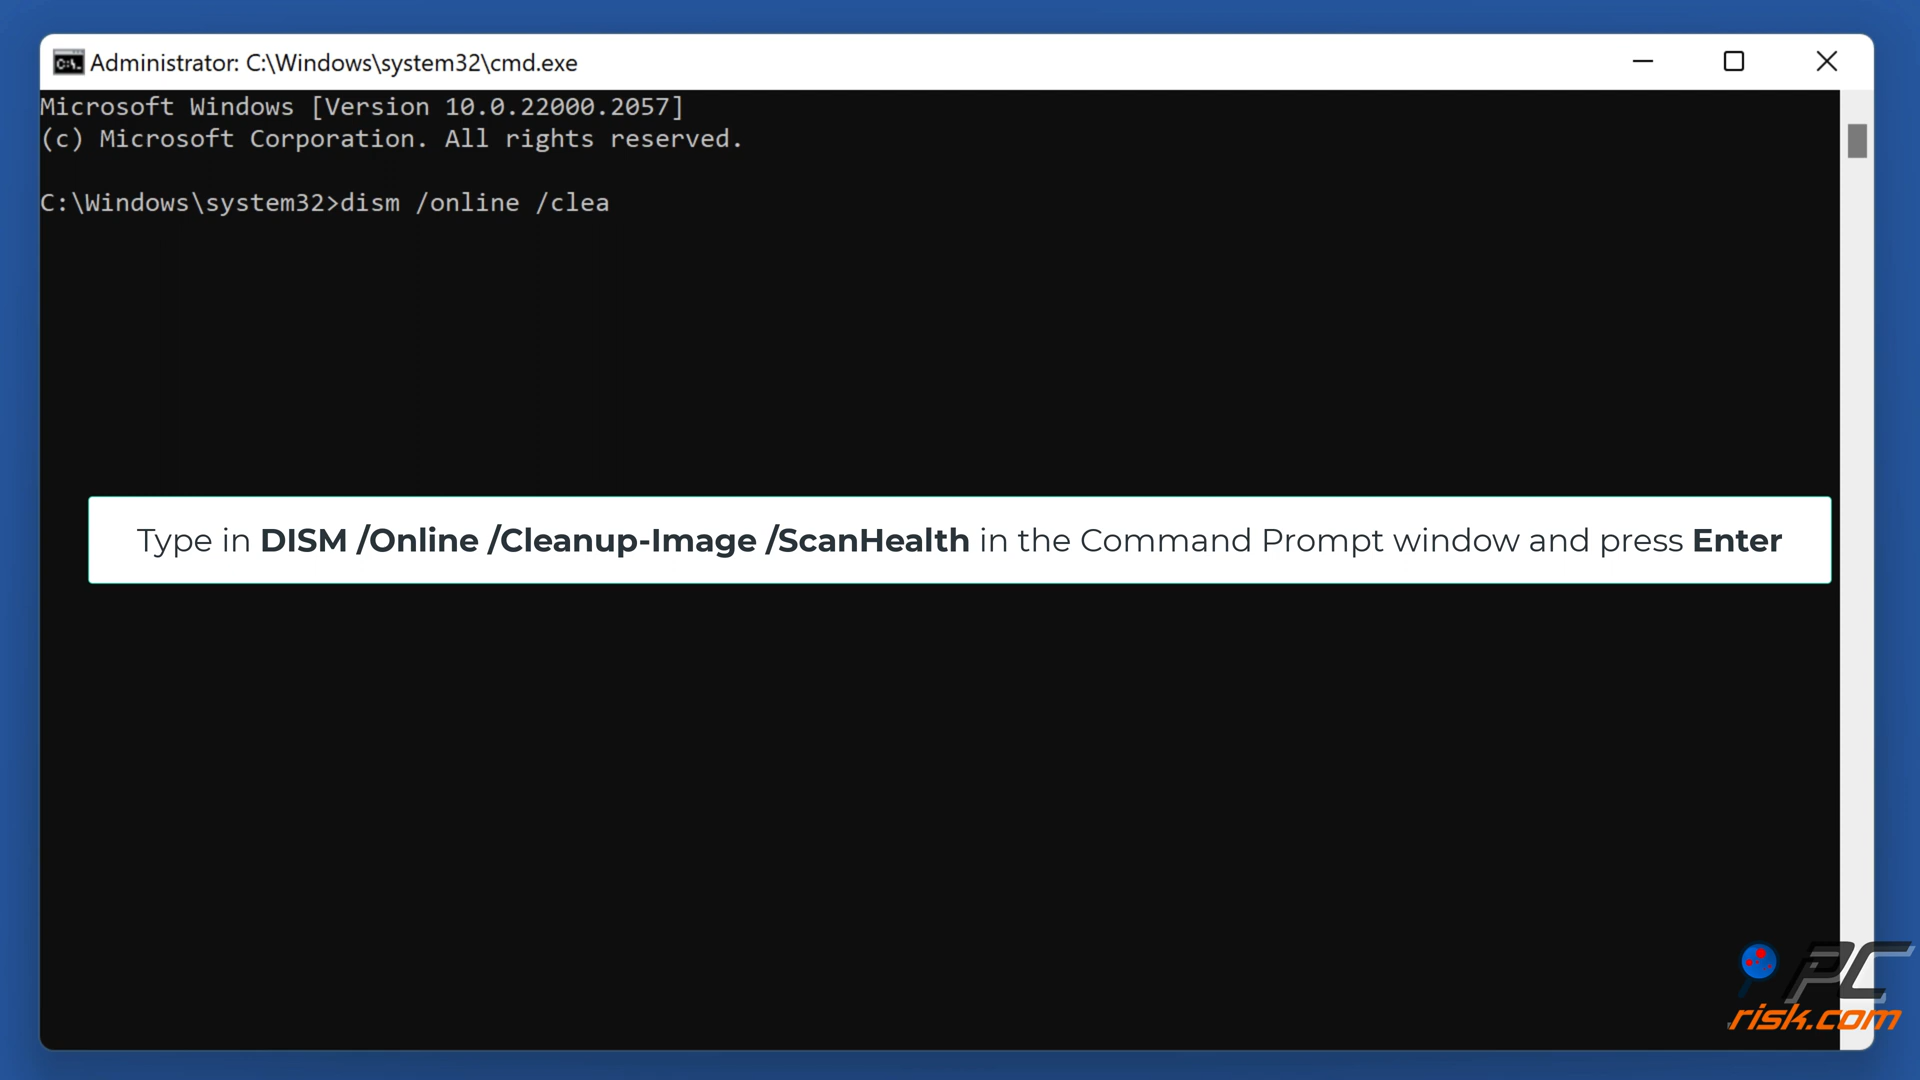 Administrator: C:\Windows\system32\cmd.exe
Microsoft Windows [Version 10.0.22000.2057]
(c) Microsoft Corporation. All rights reserved.
C:\Windows\system32>dism /online /clea
Type in DISM /Online /Cleanup-Image /ScanHealth in the Command Prompt window and press Enter
PC
risk.com